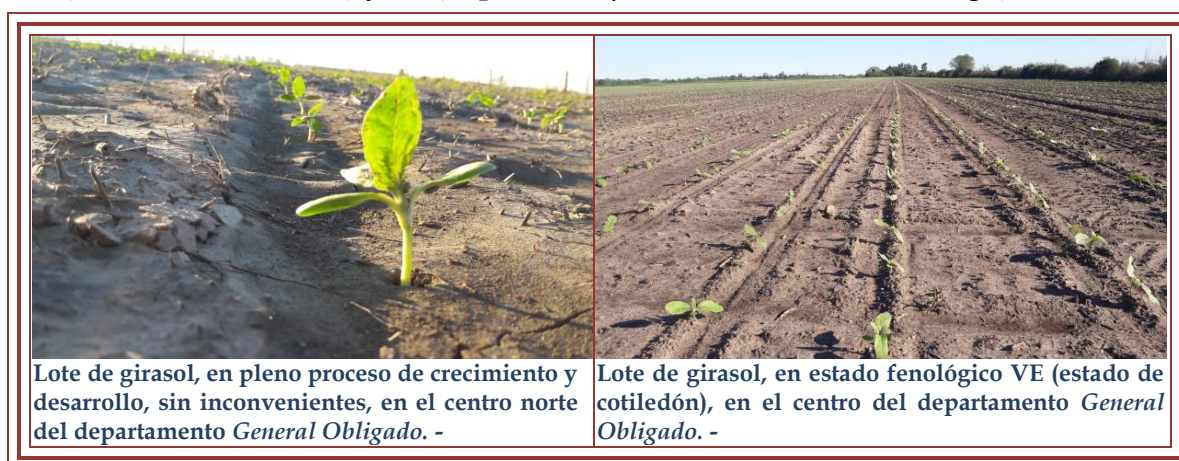 Lote de girasol, en pleno proceso de crecimiento y
desarrollo, sin inconvenientes, en el centro norte
del departamento General Obligado. -
Lote de girasol, en estado fenológico VE (estado de
cotiledón), en el centro del departamento General
Obligado. -